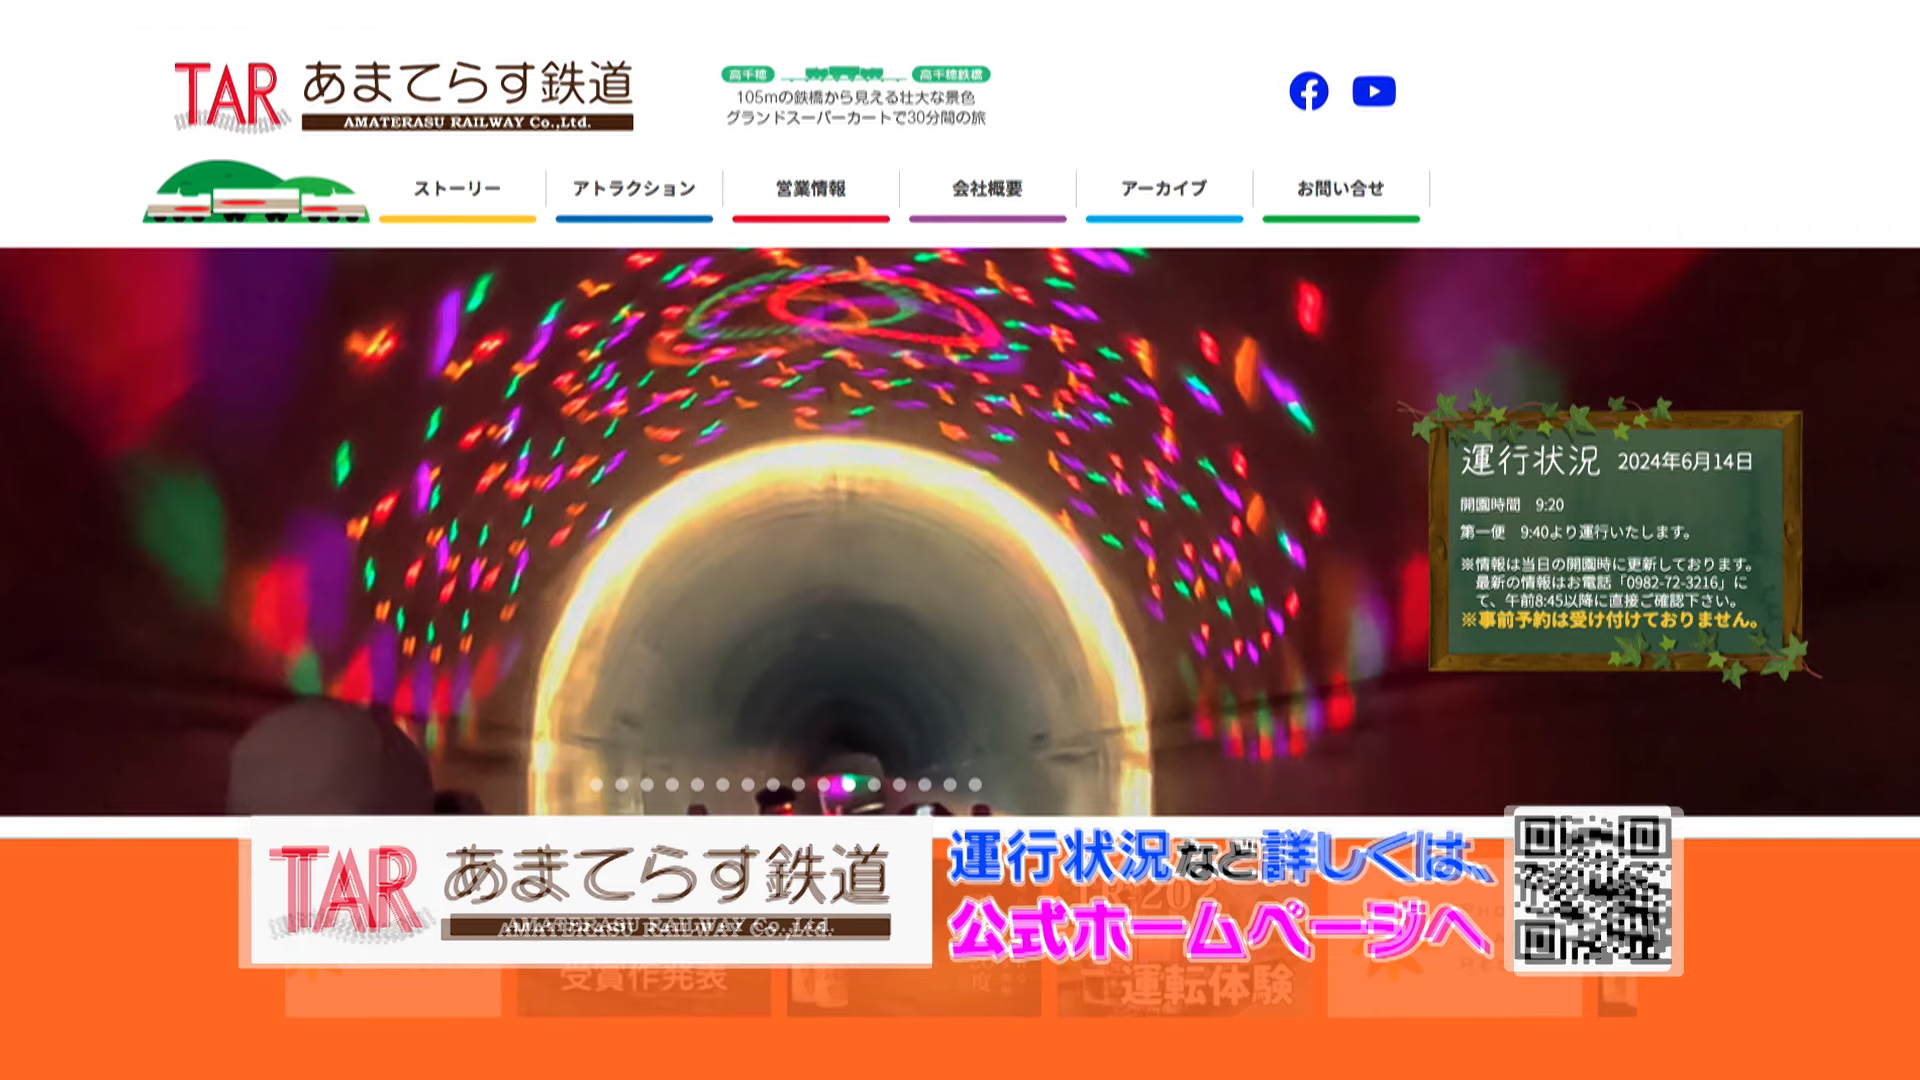 TAR あまてらす鉄道
AMATERASU RAILWAY Co.,Ltd.
高千穂 高千穂鉄橋
105mの鉄橋から見える壮大な景色
グランドスーパーカートで30分間の旅
ストーリー
アトラクション
営業情報
会社概要
アーカイブ
お問い合せ
運行状況 2024年6月14日
開園時間 9:20
第一便 9:40より運行いたします。
※情報は当日の開園時に更新しております。
最新の情報はお電話「0982-72-3216」に
て、午前8:45以降に直接ご確認下さい。
※事前予約は受け付けておりません。
TAR あまてらす鉄道
AMATERASU RAILWAY Co.,Ltd.
運行状況など詳しくは、
公式ホームページへ
受賞作発表
運転体験